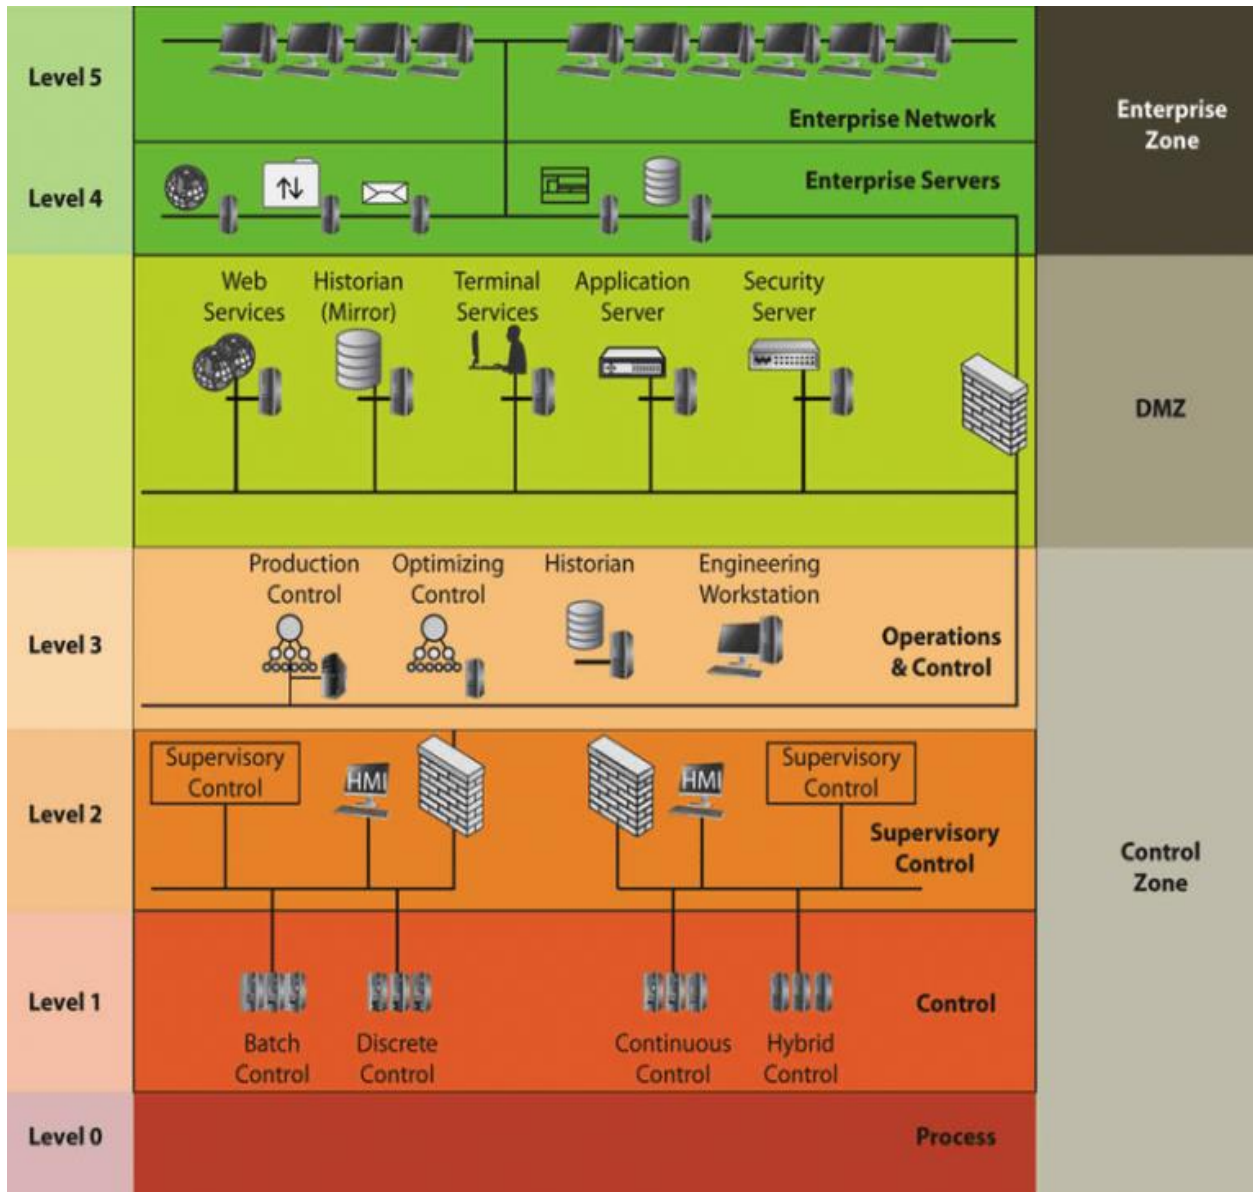 Level 5
Enterprise Network
Enterprise
Zone
Level 4
Enterprise Servers
Web
Services
Historian
(Mirror)
Terminal
Services
Application
Server
Security
Server
DMZ
Level 3
Production
Control
Optimizing
Control
Historian
Engineering
Workstation
Operations
& Control
Level 2
Supervisory
Control
HMI
HMI
Supervisory
Control
Supervisory
Control
Control
Zone
Level 1
Batch
Control
Discrete
Control
Continuous
Control
Hybrid
Control
Control
Level 0
Process